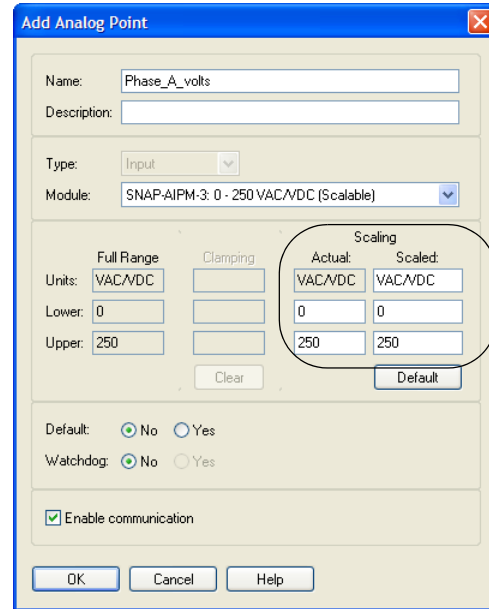 Add Analog Point
Name: Phase_A_volts
Description:
Type: Input
Module: SNAP-AIPM-3: 0 - 250 VAC/VDC (Scalable)
Scaling
Full Range Clamping Actual: Scaled:
Units: VAC/VDC VAC/VDC VAC/VDC
Lower: 0 0 0
Upper: 250 250 250
Clear Default
Default: No Yes
Watchdog: No Yes
Enable communication
OK Cancel Help